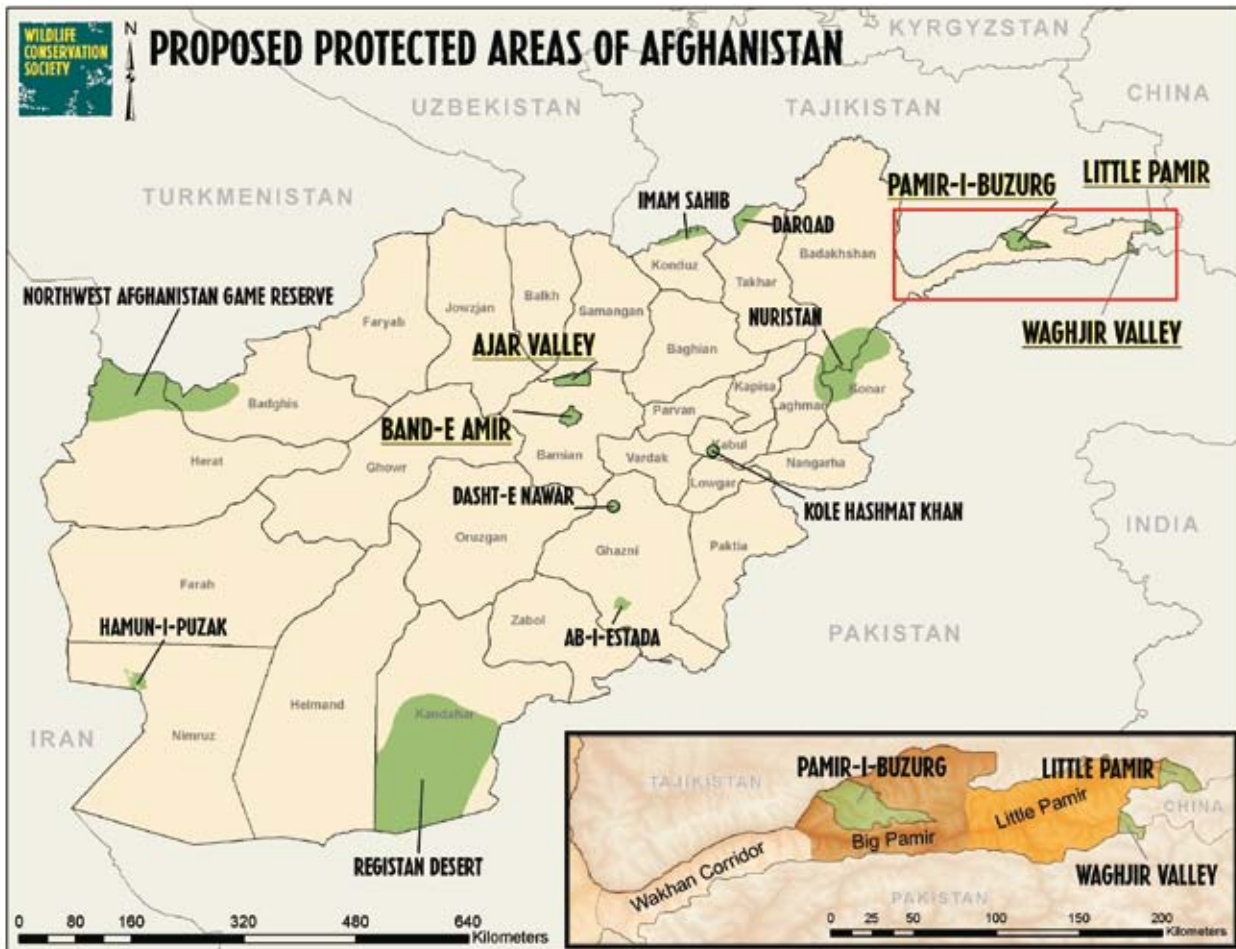 WILDLIFE
CONSERVATION
SOCIETY
N
PROPOSED PROTECTED AREAS OF AFGHANISTAN
KYRGYZSTAN
UZBEKISTAN
TAJIKISTAN
CHINA
TURKMENISTAN
PAMIR-I-BUZURG
LITTLE PAMIR
IMAM SAHIB
DARQAD
Badakhshan
Konduz
Takhar
NORTHWEST AFGHANISTAN GAME RESERVE
Balkh
Jowzjan
Samangan
Faryab
NURISTAN
WAGHJIR VALLEY
AJAR VALLEY
Baghlan
Kapisa
Konar
Badghis
Laghman
Parvan
BAND-E AMIR
Kabul
Herat
Ghowr
Bamian
Vardak
Nangarha
Lowgar
DASHT-E NAWAR
KOLE HASHMAT KHAN
INDIA
Oruzgan
Ghazni
Paktia
Farah
Zabol
HAMUN-I-PUZAK
AB-I-ESTADA
PAKISTAN
Helmand
Kandahar
IRAN
Nimruz
REGISTAN DESERT
TAJIKISTAN
PAMIR-I-BUZURG
LITTLE PAMIR
CHINA
Little Pamir
Big Pamir
Wakhan Corridor
WAGHJIR VALLEY
PAKISTAN
0 40 80 160 320 480 640
Kilometers
0 25 50 100 150 200
Kilometers